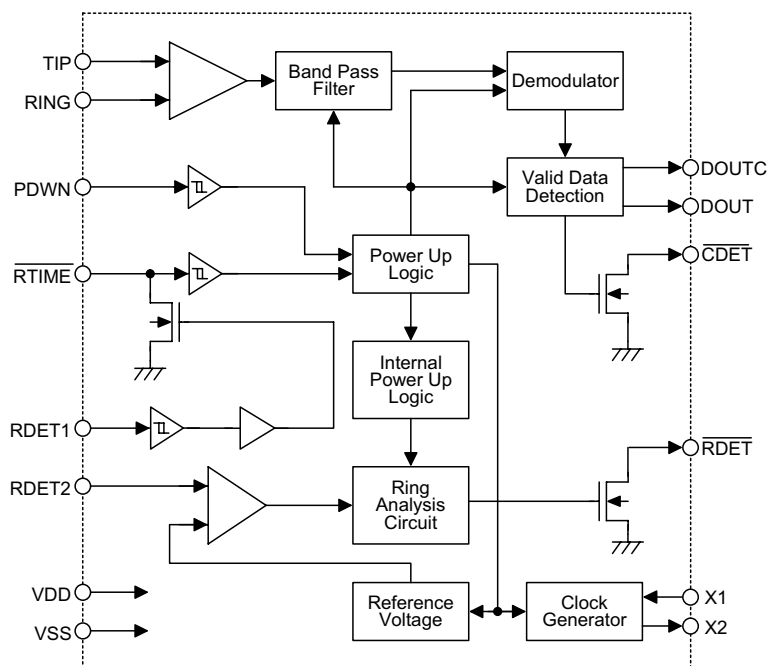 TIP
RING
PDWN
RTIME
RDET1
RDET2
VDD
VSS
Band Pass
Filter
Demodulator
Valid Data
Detection
Power Up
Logic
Internal
Power Up
Logic
Ring
Analysis
Circuit
Reference
Voltage
Clock
Generator
DOUTC
DOUT
CDET
RDET
X1
X2